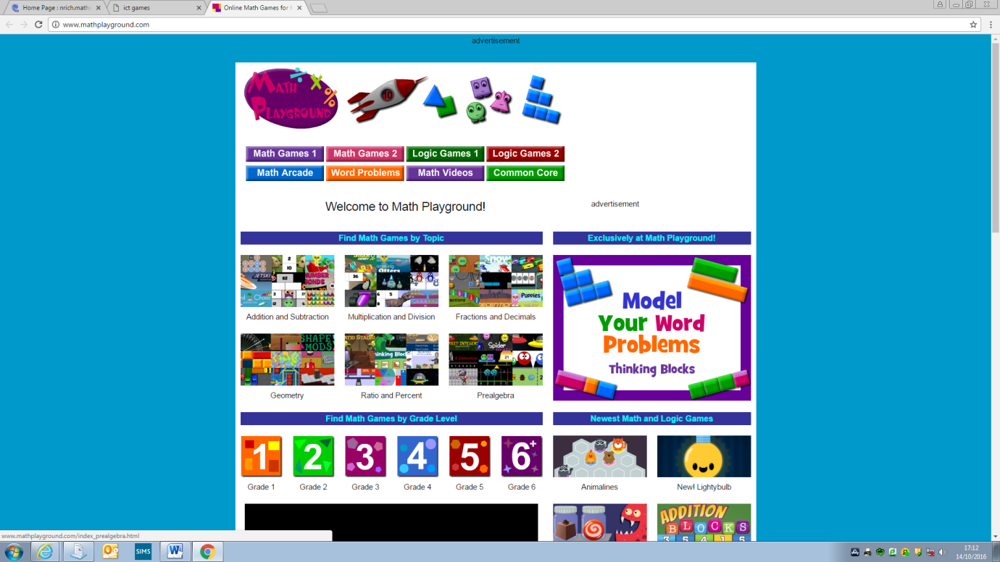 Home Page : nrich.maths
ict games
Online Math Games for
www.mathplayground.com
advertisement
MATH PLAYGROUND
10
Math Games 1 Math Games 2 Logic Games 1 Logic Games 2
Math Arcade Word Problems Math Videos Common Core
Welcome to Math Playground!
advertisement
Find Math Games by Topic
Exclusively at Math Playground!
Addition and Subtraction
Multiplication and Division
Fractions and Decimals
Model
Your Word
Problems
Thinking Blocks
Geometry
Ratio and Percent
Prealgebra
Find Math Games by Grade Level
Newest Math and Logic Games
1 2 3 4 5 6+
Grade 1 Grade 2 Grade 3 Grade 4 Grade 5 Grade 6
Animalines
New! Lightybulb
ADDITION
BLOCKS
www.mathplayground.com/index_prealgebra.html
SIMS
17:12
14/10/2016